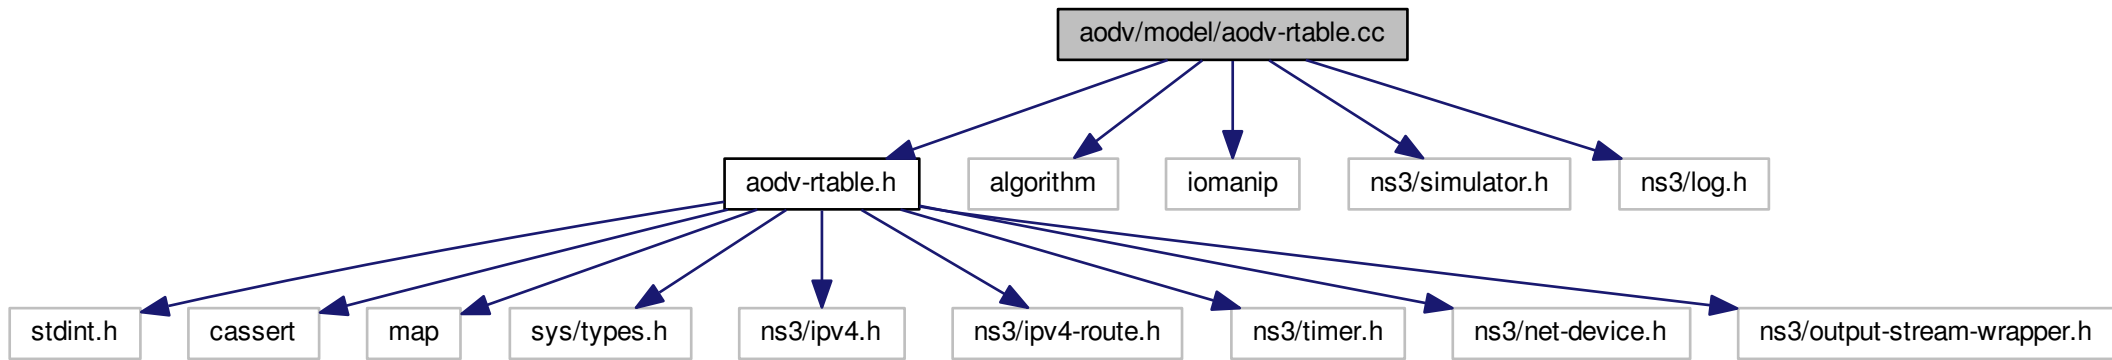 aodv/model/aodv-rtable.cc
aodv-rtable.h
algorithm
iomanip
ns3/simulator.h
ns3/log.h
stdint.h
cassert
map
sys/types.h
ns3/ipv4.h
ns3/ipv4-route.h
ns3/timer.h
ns3/net-device.h
ns3/output-stream-wrapper.h